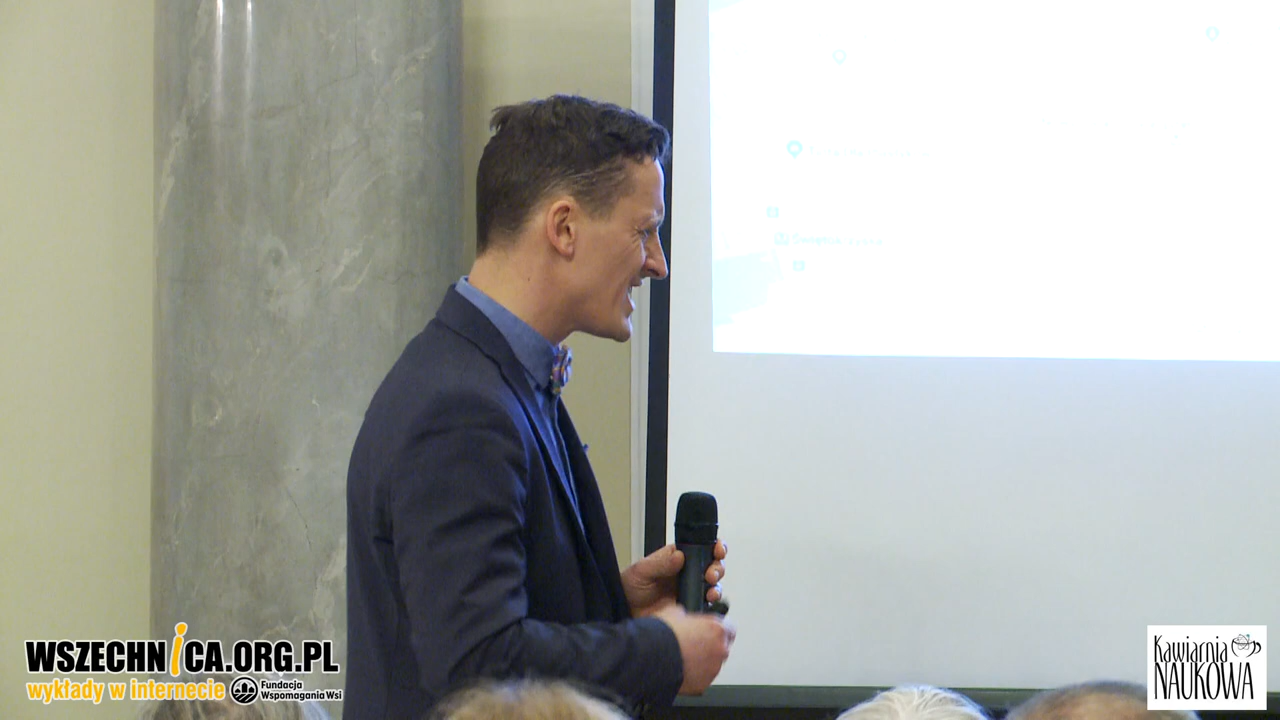 WSZECHNICA.ORG.PL
wykłady w internecie
Fundacja
Wspomagania Wsi
Kawiarnia
NAUKOWA